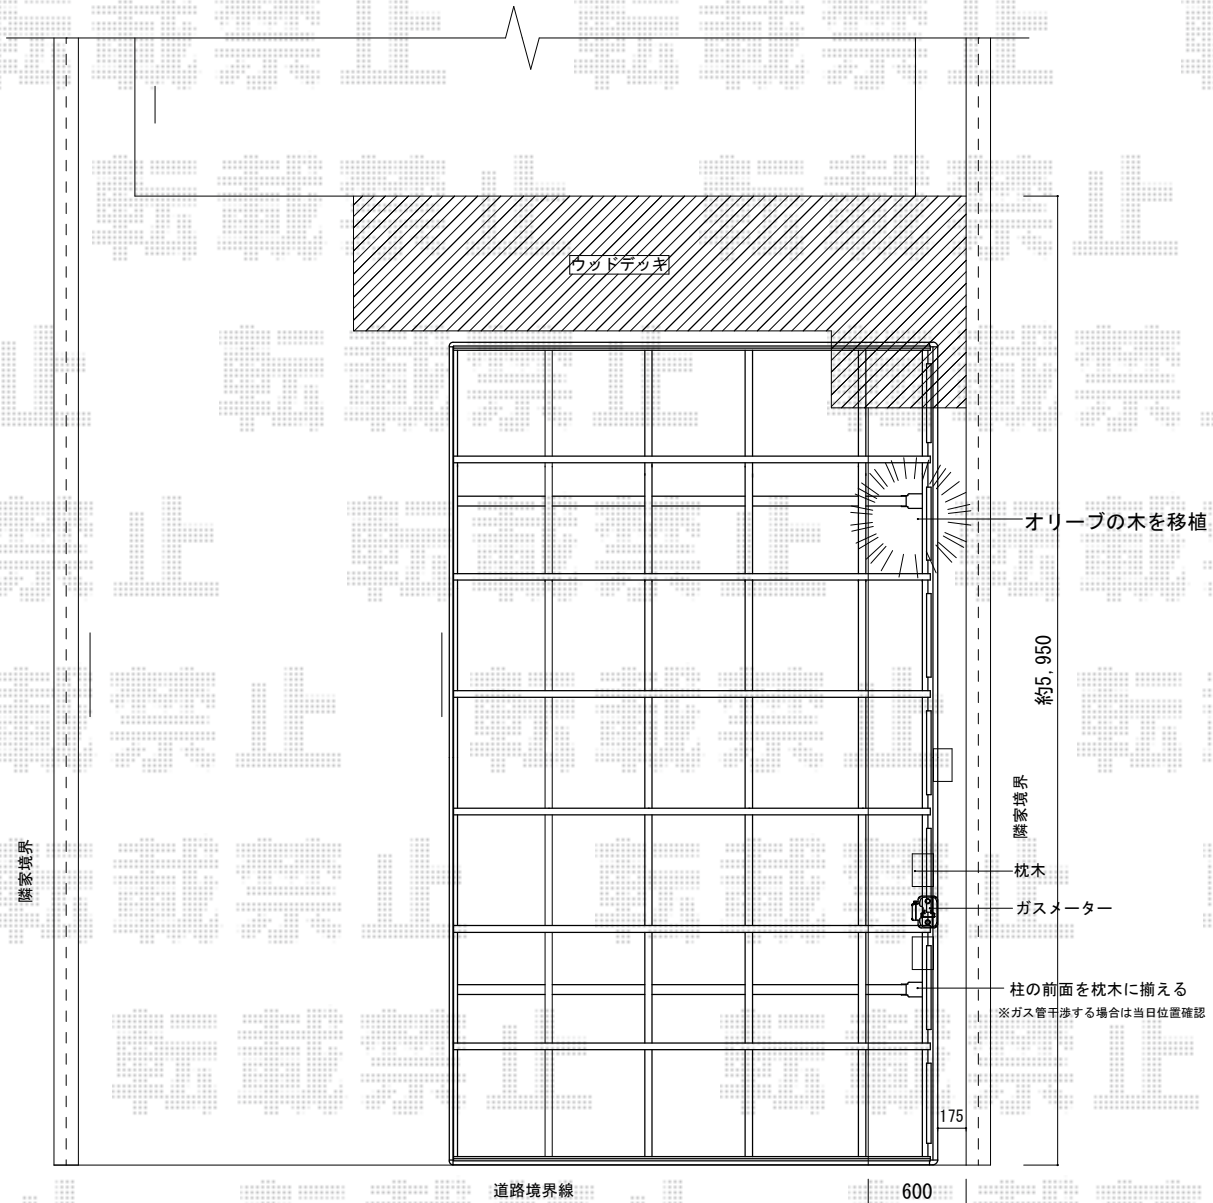 転載禁止
ウッドデッキ
オリーブの木を移植
約5,950
隣家境界
隣家境界
枕木
ガスメーター
柱の前面を枕木に揃える
※ガス管干渉する場合は当日位置確認
175
道路境界線
600